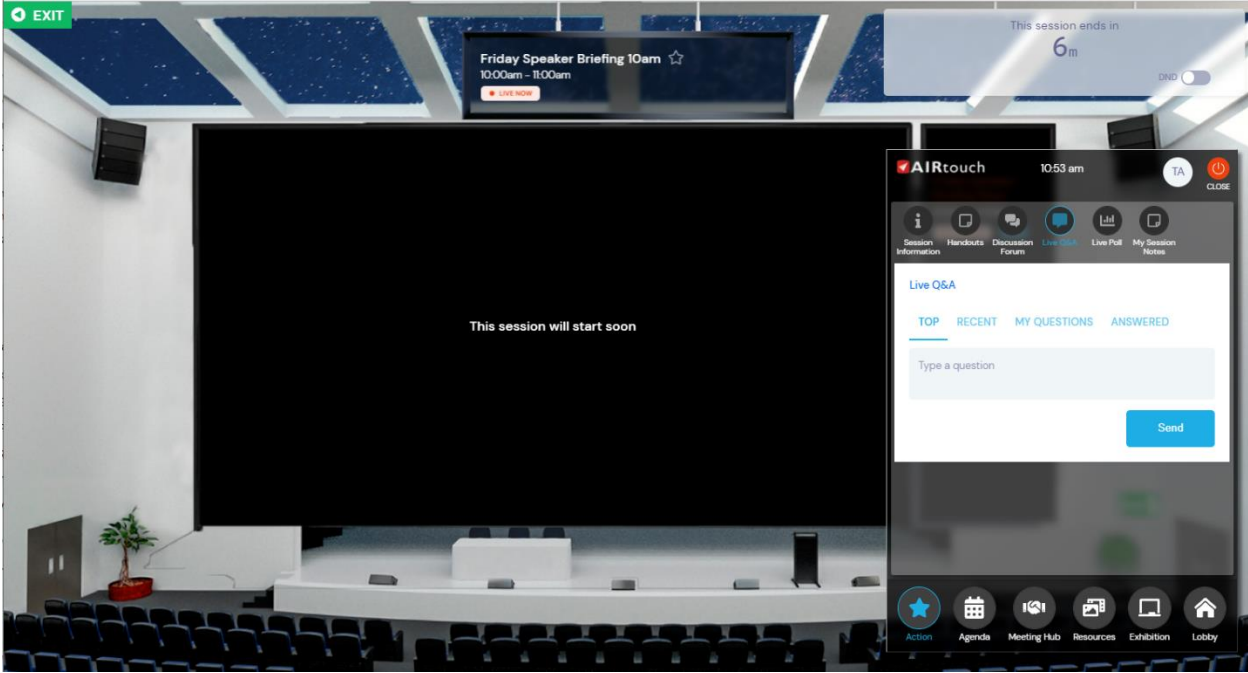 EXIT
Friday Speaker Briefing 10am
10:00am - 11:00am
LIVE NOW
This session ends in
6m
DND
This session will start soon
AIRtouch
10:53 am
TA
CLOSE
Session Information
Handouts
Discussion Forum
Live Q&A
Live Poll
My Session Notes
Live Q&A
TOP RECENT MY QUESTIONS ANSWERED
Type a question
Send
Action Agenda Meeting Hub Resources Exhibition Lobby